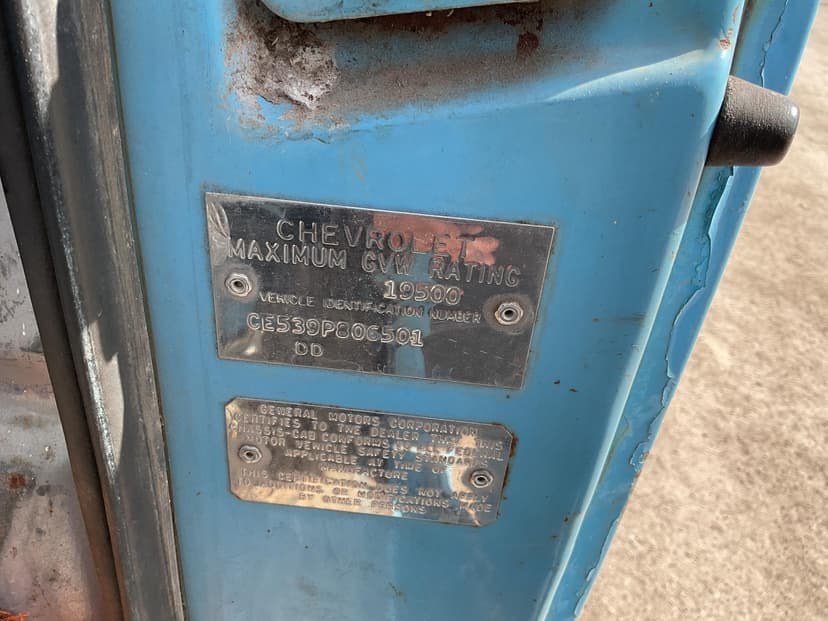 CHEVROLET
MAXIMUM GVW RATING
19500
VEHICLE IDENTIFICATION NUMBER
CE539P806501
DD
GENERAL MOTORS CORPORATION
CERTIFIES TO THE DEALER THAT THIS
CHASSIS-CAB CONFORMS TO FEDERAL
MOTOR VEHICLE SAFETY STANDARDS
APPLICABLE AT TIME OF
MANUFACTURE
THIS CERTIFICATION DOES NOT APPLY
TO ADDITIONS OR MODIFICATIONS MADE
BY OTHER PERSONS